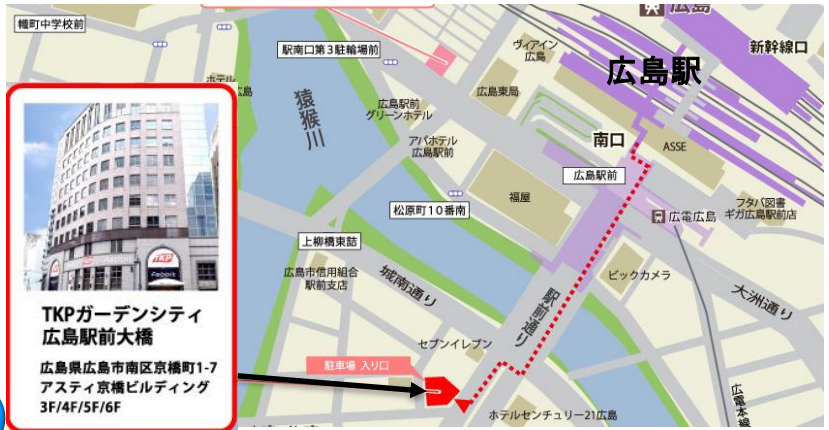 幟町中学校前
駅南口第3駐輪場前
ヴィアイン
広島
広島
新幹線口
広島駅
猿猴川
広島駅前
グリーンホテル
広島東局
アパホテル
広島駅前
南口
ASSE
広島駅前
福屋
松原町10番南
フタバ図書
ギガ広島駅前店
広電広島
上柳橋東詰
広島市信用組合
駅前支店
城南通り
駅前通り
ビックカメラ
大洲通り
セブンイレブン
駐車場 入り口
ホテルセンチュリー21広島
広電本線
TKP
TKPガーデンシティ
広島駅前大橋
広島県広島市南区京橋町1-7
アスティ京橋ビルディング
3F/4F/5F/6F